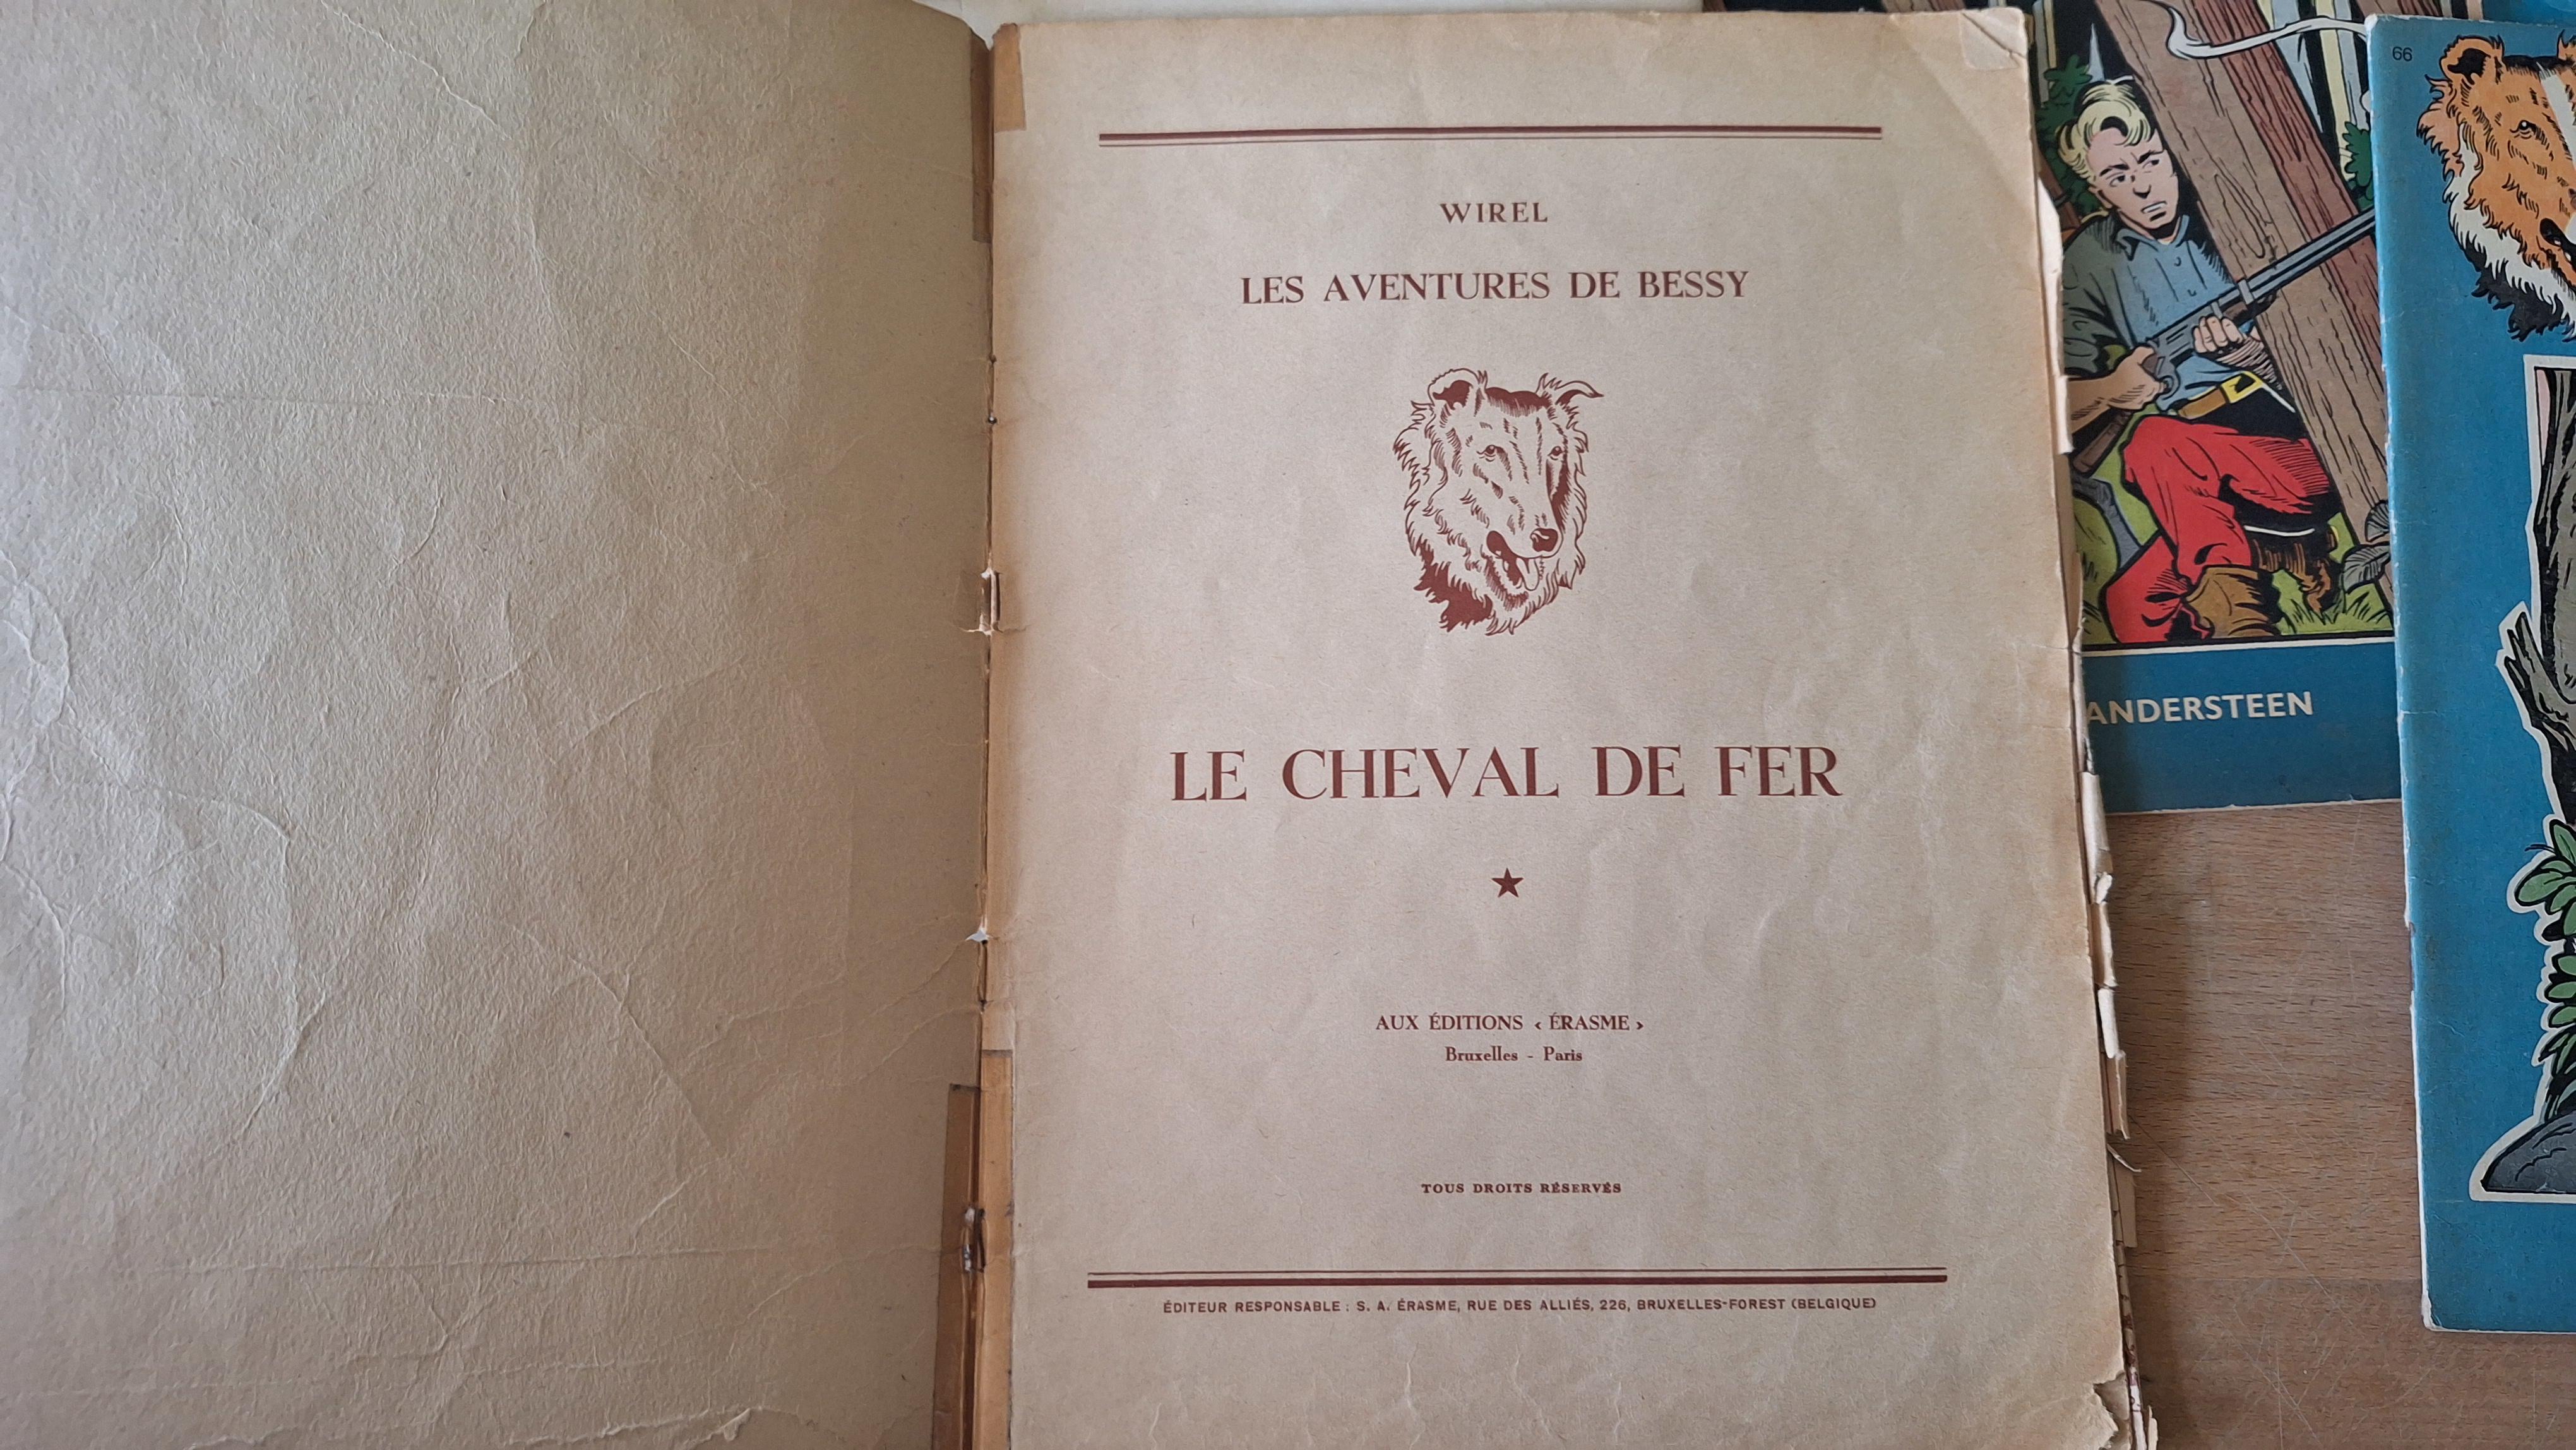 WIREL
LES AVENTURES DE BESSY
LE CHEVAL DE FER
AUX ÉDITIONS ‹ ÉRASME ›
Bruxelles - Paris
TOUS DROITS RÉSERVÉS
ÉDITEUR RESPONSABLE : S. A. ÉRASME, RUE DES ALLIÉS, 226, BRUXELLES-FOREST (BELGIQUE)
ANDERSTEEN
66